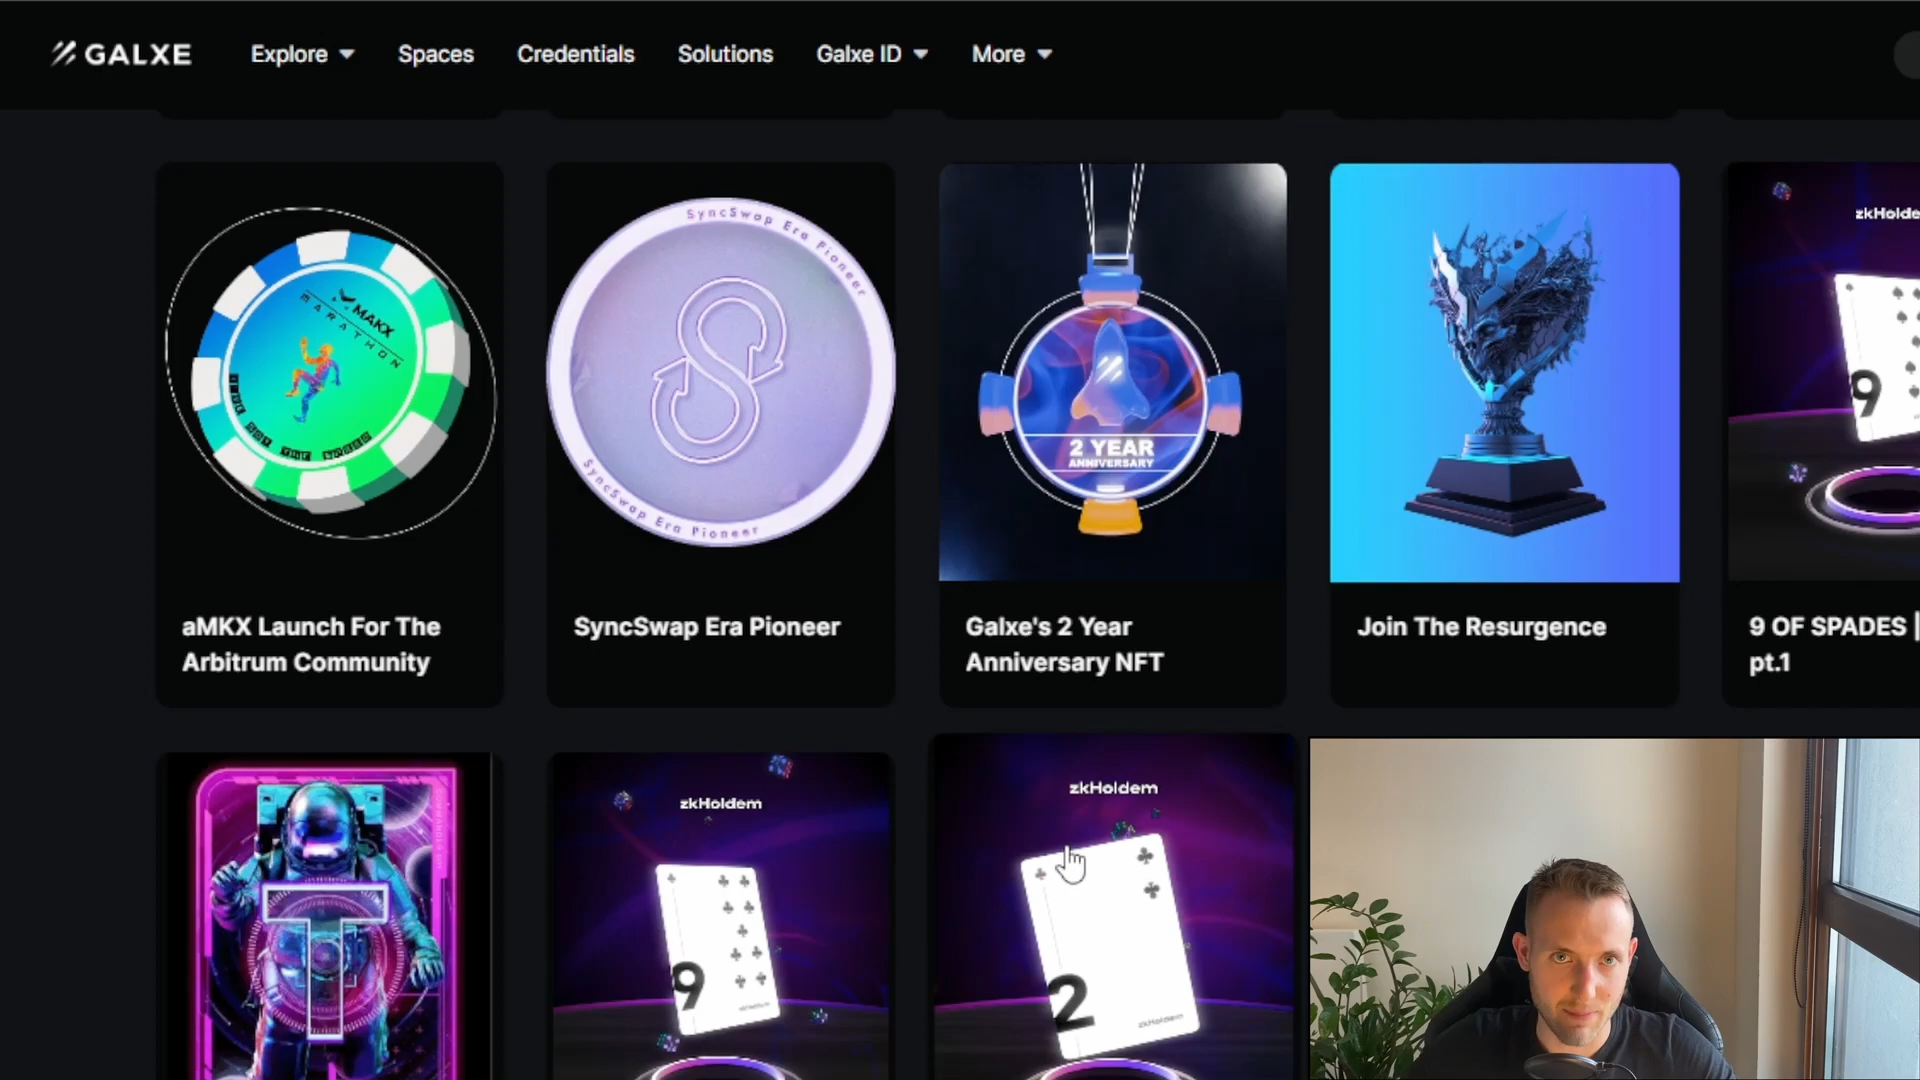 GALXE
Explore
Spaces
Credentials
Solutions
Galxe ID
More
MAKX
MARATHON
SyncSwap Era Pioneer
SyncSwap Era Pioneer
2 YEAR
ANNIVERSARY
zkHolde
9
aMKX Launch For The
Arbitrum Community
SyncSwap Era Pioneer
Galxe's 2 Year
Anniversary NFT
Join The Resurgence
9 OF SPADES |
pt.1
T
zkHoldem
9
zkHoldem
2
zkHoldem